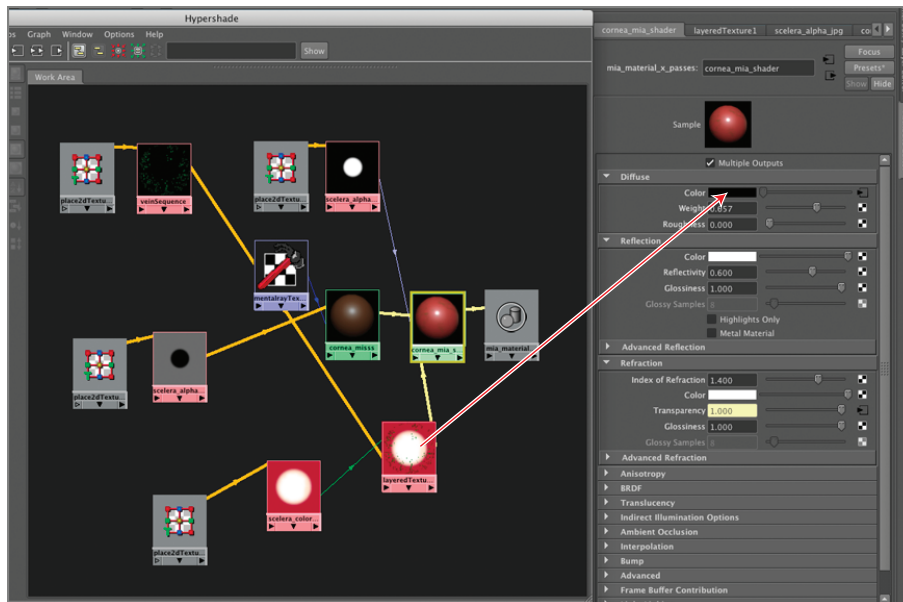 Hypershade
os Graph Window Options Help
Show
Work Area
place2dTextu...
veinSequence
place2dTextu...
scelera_alpha...
mentalrayTex...
cornea_misss
cornea_mia_s...
mia_material...
place2dTextu...
scelera_alpha...
layeredTextu...
scelera_color...
place2dTextu...
cornea_mia_shader layeredTexture1 scelera_alpha_jpg co
Focus
mia_material_x_passes: cornea_mia_shader
Presets*
Show Hide
Sample
Multiple Outputs
Diffuse
Color
Weight 0.657
Roughness 0.000
Reflection
Color
Reflectivity 0.600
Glossiness 1.000
Glossy Samples 8
Highlights Only
Metal Material
Advanced Reflection
Refraction
Index of Refraction 1.400
Color
Transparency 1.000
Glossiness 1.000
Glossy Samples 8
Advanced Refraction
Anisotropy
BRDF
Translucency
Indirect Illumination Options
Ambient Occlusion
Interpolation
Bump
Advanced
Frame Buffer Contribution